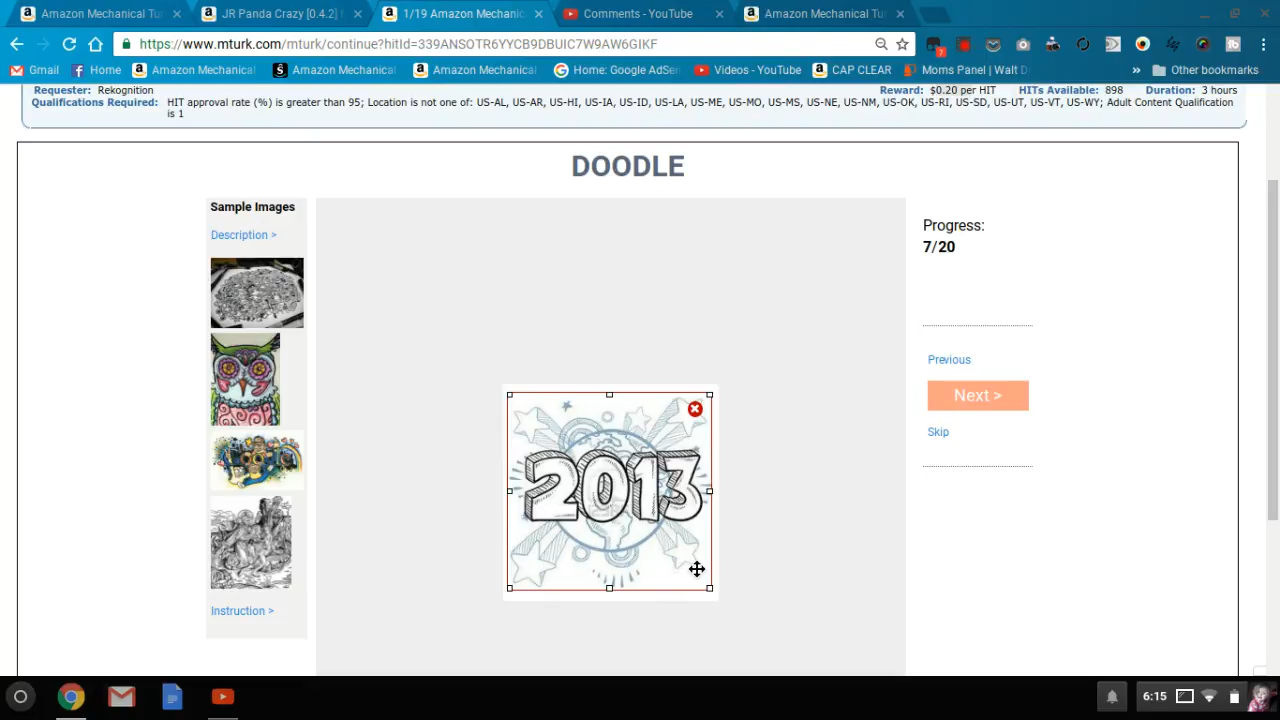 Amazon Mechanical Tu
JR Panda Crazy [0.4.2]
1/19 Amazon Mechanic
Comments - YouTube
Amazon Mechanical Tu
https://www.mturk.com/mturk/continue?hitId=339ANSOTR6YYCB9DBUIC7W9AW6GIKF
7
Gmail
Home
Amazon Mechanica
Amazon Mechanica
Amazon Mechanical
Home: Google AdSen
Videos - YouTube
CAP CLEAR
Moms Panel | Walt D
»
Other bookmarks
Requester: Rekognition
Reward: $0.20 per HIT
HITs Available: 898
Duration: 3 hours
Qualifications Required: HIT approval rate (%) is greater than 95; Location is not one of: US-AL, US-AR, US-HI, US-IA, US-ID, US-LA, US-ME, US-MO, US-MS, US-NE, US-NM, US-OK, US-RI, US-SD, US-UT, US-VT, US-WY; Adult Content Qualification
is 1
DOODLE
Sample Images
Description >
Instruction >
2013
Progress:
7/20
Previous
Next >
Skip
6:15